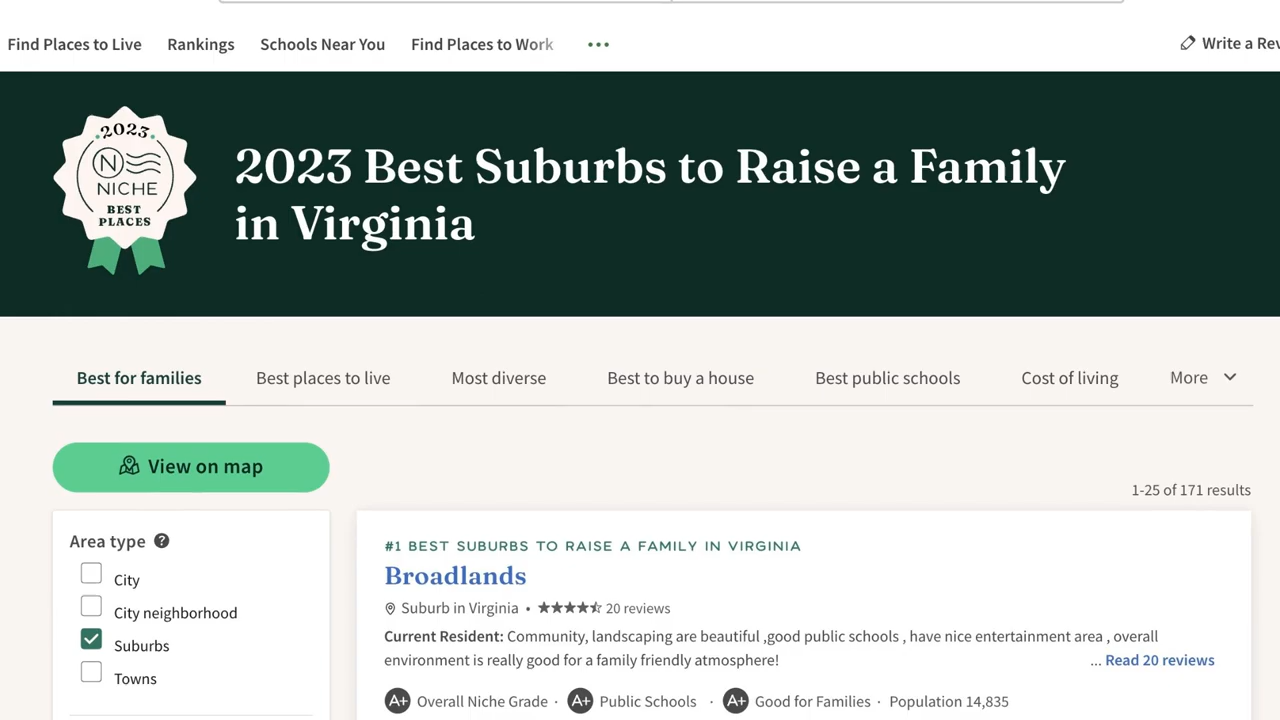 Find Places to Live Rankings Schools Near You Find Places to Work ••• Write a Rev
2023
N
NICHE
BEST
PLACES
2023 Best Suburbs to Raise a Family
in Virginia
Best for families Best places to live Most diverse Best to buy a house Best public schools Cost of living More
View on map
1-25 of 171 results
Area type ?
City
City neighborhood
Suburbs
Towns
#1 BEST SUBURBS TO RAISE A FAMILY IN VIRGINIA
Broadlands
Suburb in Virginia • 20 reviews
Current Resident: Community, landscaping are beautiful ,good public schools , have nice entertainment area , overall
environment is really good for a family friendly atmosphere! ... Read 20 reviews
A+ Overall Niche Grade · A+ Public Schools · A+ Good for Families · Population 14,835